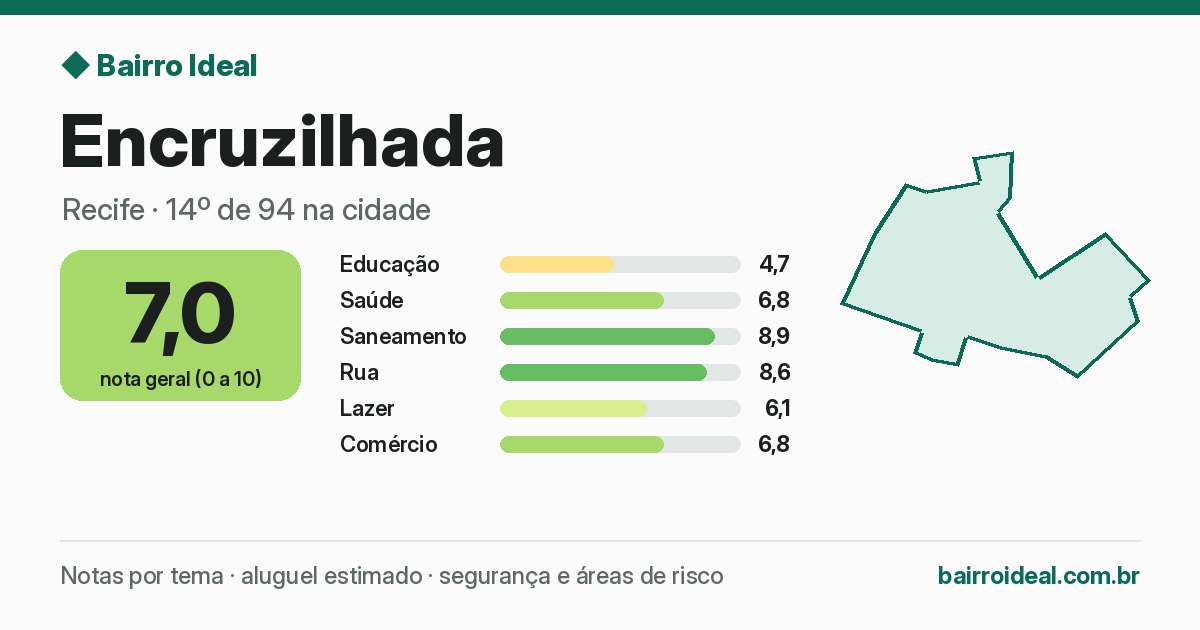 Bairro Ideal
Encruzilhada
Recife · 14º de 94 na cidade
7,0
nota geral (0 a 10)
Educação 4,7
Saúde 6,8
Saneamento 8,9
Rua 8,6
Lazer 6,1
Comércio 6,8
Notas por tema · aluguel estimado · segurança e áreas de risco
bairroideal.com.br